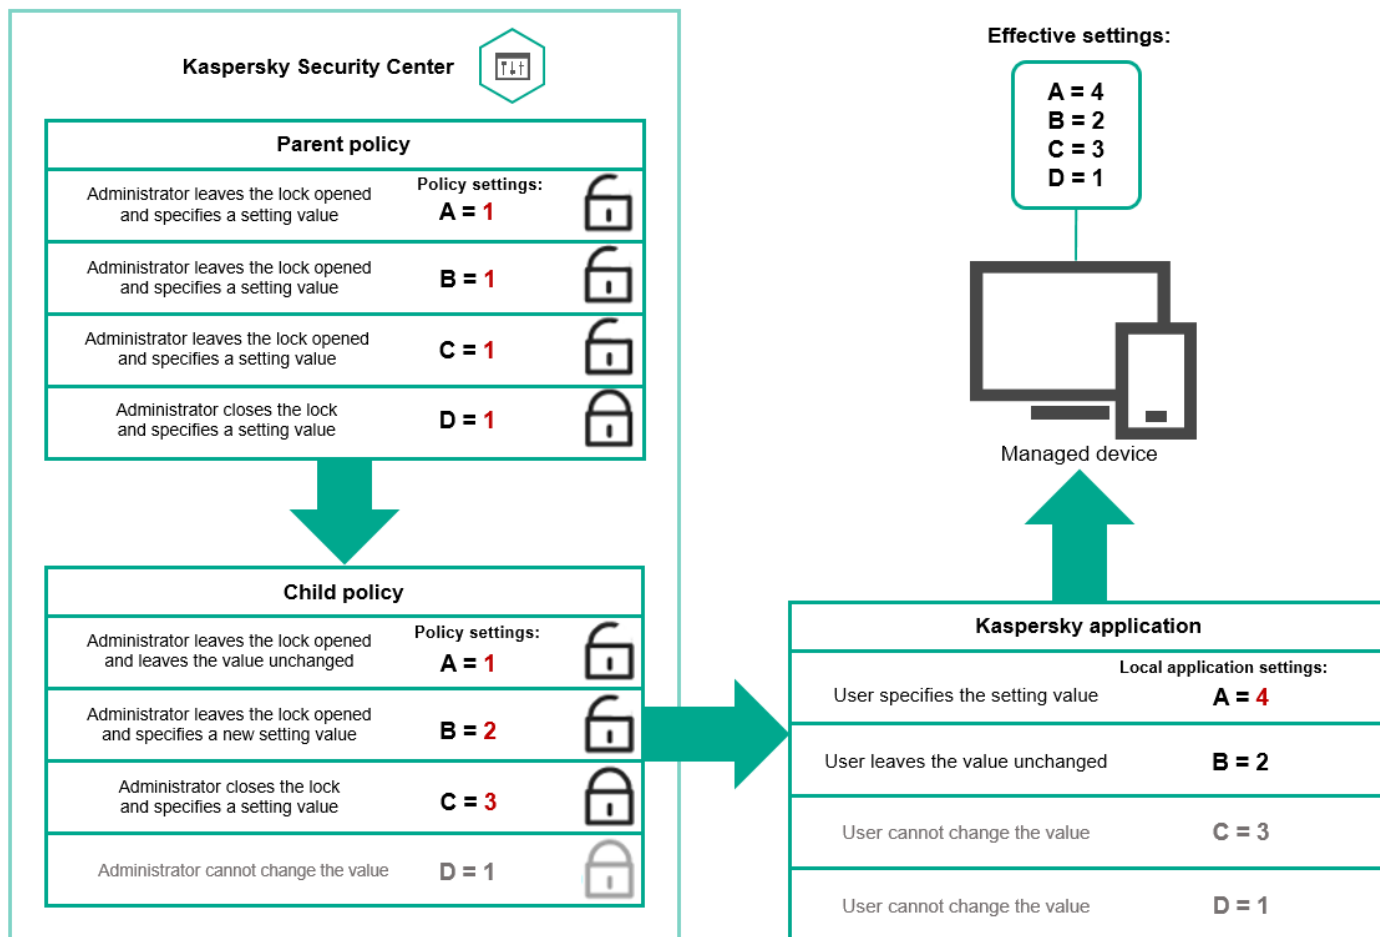 Kaspersky Security Center
Parent policy
Administrator leaves the lock opened
and specifies a setting value
Policy settings:
A = 1
Administrator leaves the lock opened
and specifies a setting value
B = 1
Administrator leaves the lock opened
and specifies a setting value
C = 1
Administrator closes the lock
and specifies a setting value
D = 1
Child policy
Administrator leaves the lock opened
and leaves the value unchanged
Policy settings:
A = 1
Administrator leaves the lock opened
and specifies a new setting value
B = 2
Administrator closes the lock
and specifies a setting value
C = 3
Administrator cannot change the value
D = 1
Effective settings:
A = 4
B = 2
C = 3
D = 1
Managed device
Kaspersky application
Local application settings:
User specifies the setting value
A = 4
User leaves the value unchanged
B = 2
User cannot change the value
C = 3
User cannot change the value
D = 1